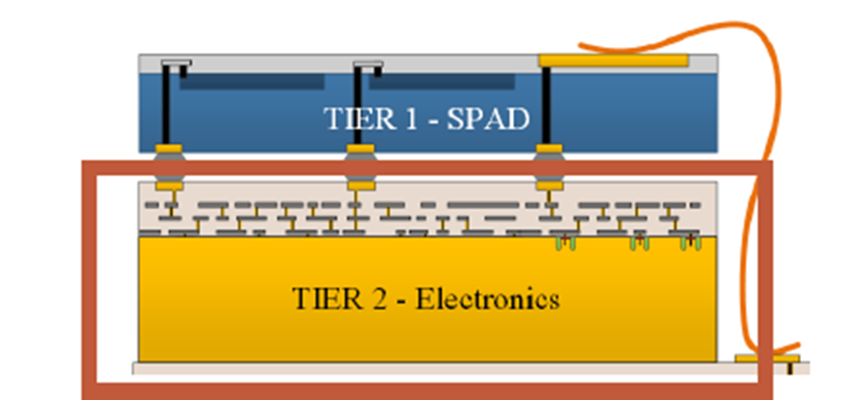 TIER 1 - SPAD
TIER 2 - Electronics